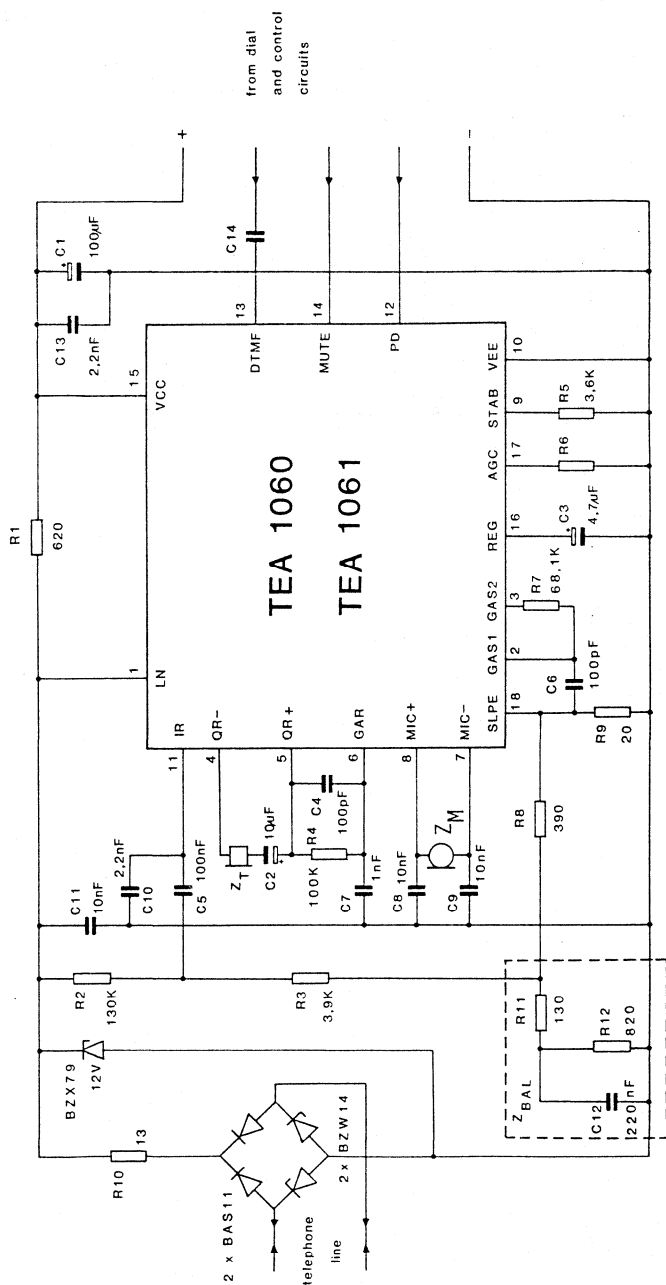 R1
620
C1
100µF
C13
2,2nF
+
from dial
and control
circuits
−
C14
TEA 1060
TEA 1061
1
LN
15
VCC
13
DTMF
14
MUTE
12
PD
11
IR
4
QR-
5
QR+
6
GAR
8
MIC+
7
MIC-
18
SLPE
2
GAS1
3
GAS2
16
REG
17
AGC
9
STAB
10
VEE
C11
10nF
2,2nF
C10
C5
100nF
ZT
C2
10µF
+
C4
100pF
R4
100K
C7
1nF
C8
10nF
ZM
C9
10nF
R2
130K
R3
3,9K
R8
390
C6
100pF
R9
20
R7
68,1K
C3
4,7µF
+
R6
R5
3,6K
BZX79
12V
R10
13
2 x BAS11
2 x BZW14
telephone
line
ZBAL
R11
130
R12
820
C12
220nF